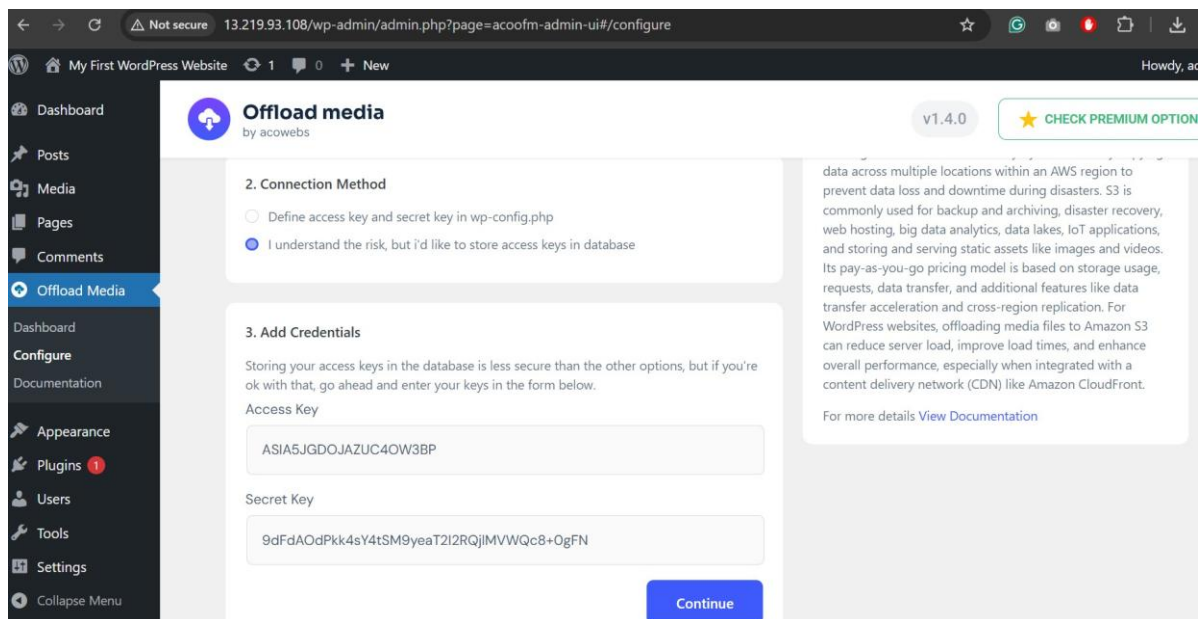 Not secure 13.219.93.108/wp-admin/admin.php?page=acoofm-admin-ui#/configure
My First WordPress Website 1 0 New
Howdy,
Dashboard
Posts
Media
Pages
Comments
Offload Media
Dashboard
Configure
Documentation
Appearance
Plugins 1
Users
Tools
Settings
Collapse Menu
Offload media
by acowebs
v1.4.0
CHECK PREMIUM OPTION
2. Connection Method
Define access key and secret key in wp-config.php
I understand the risk, but i'd like to store access keys in database
3. Add Credentials
Storing your access keys in the database is less secure than the other options, but if you're
ok with that, go ahead and enter your keys in the form below.
Access Key
ASIA5JGDOJAZUC4OW3BP
Secret Key
9dFdAOdPkk4sY4tSM9yeaT2I2RQjlMVWQc8+0gFN
Continue
data across multiple locations within an AWS region to
prevent data loss and downtime during disasters. S3 is
commonly used for backup and archiving, disaster recovery,
web hosting, big data analytics, data lakes, IoT applications,
and storing and serving static assets like images and videos.
Its pay-as-you-go pricing model is based on storage usage,
requests, data transfer, and additional features like data
transfer acceleration and cross-region replication. For
WordPress websites, offloading media files to Amazon S3
can reduce server load, improve load times, and enhance
overall performance, especially when integrated with a
content delivery network (CDN) like Amazon CloudFront.
For more details View Documentation